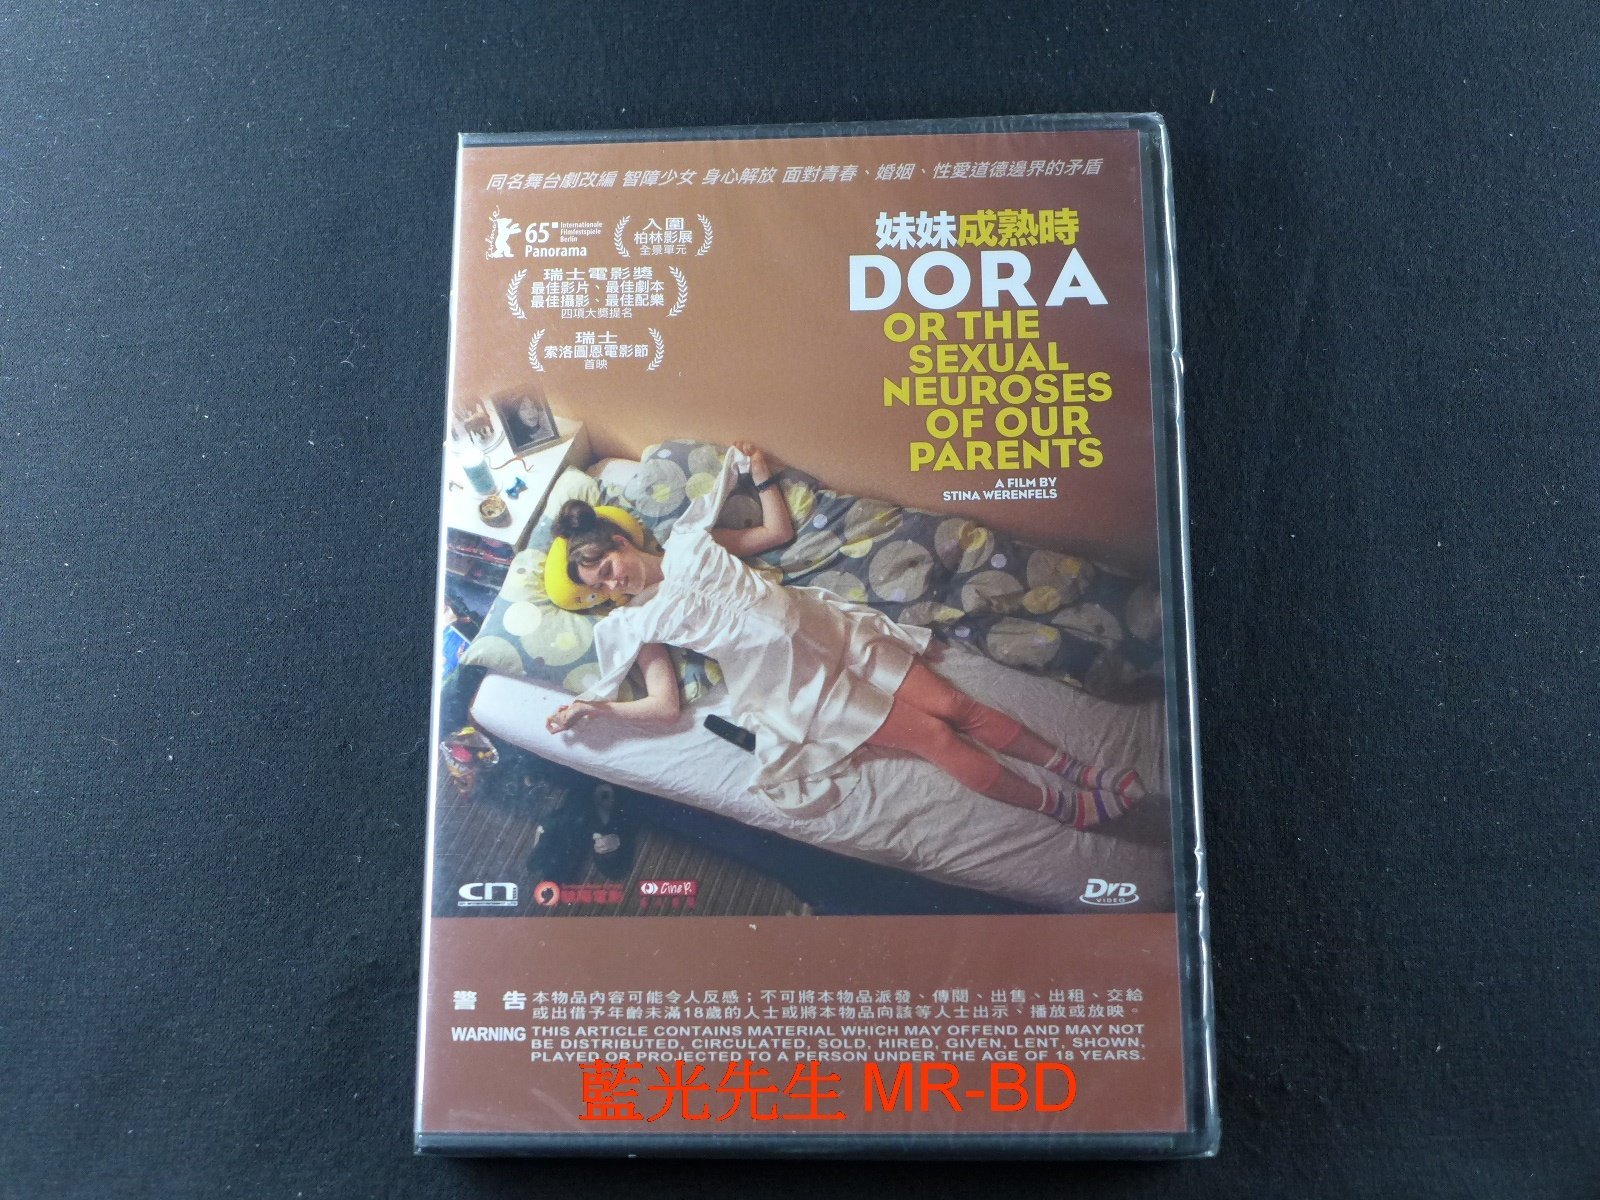 同名舞台劇改編 智障少女 身心解放 面對青春、婚姻、性愛道德邊界的矛盾
65
Internationale
Filmfestspiele
Berlin
Panorama
入圍
柏林影展
全景單元
瑞士電影獎
最佳影片、最佳劇本
最佳攝影、最佳配樂
四項大獎提名
瑞士
索洛圖恩電影節
首映
妹妹成熟時
DORA
OR THE
SEXUAL
NEUROSES
OF OUR
PARENTS
A FILM BY
STINA WERENFELS
CN
Cine P.
DVD
VIDEO
警告 本物品內容可能令人反感；不可將本物品派發、傳閱、出售、出租、交給
或出借予年齡未滿18歲的人士或將本物品向該等人士出示、播放或放映。
WARNING THIS ARTICLE CONTAINS MATERIAL WHICH MAY OFFEND AND MAY NOT
BE DISTRIBUTED, CIRCULATED, SOLD, HIRED, GIVEN, LENT, SHOWN,
PLAYED OR PROJECTED TO A PERSON UNDER THE AGE OF 18 YEARS.
藍光先生 MR-BD